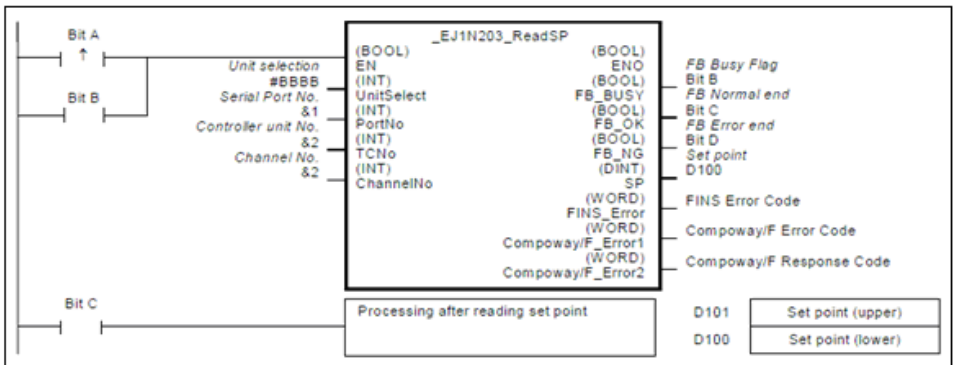 Bit A
↑
Bit B
Unit selection
#BBBB
Serial Port No.
&1
Controller unit No.
&2
Channel No.
&2
_EJ1N203_ReadSP
(BOOL)
EN
(INT)
UnitSelect
(INT)
PortNo
(INT)
TCNo
(INT)
ChannelNo
(BOOL)
ENO
(BOOL)
FB_BUSY
(BOOL)
FB_OK
(BOOL)
FB_NG
(DINT)
SP
(WORD)
FINS_Error
(WORD)
Compoway/F_Error1
(WORD)
Compoway/F_Error2
FB Busy Flag
Bit B
FB Normal end
Bit C
FB Error end
Bit D
Set point
D100
FINS Error Code
Compoway/F Error Code
Compoway/F Response Code
Bit C
Processing after reading set point
D101 Set point (upper)
D100 Set point (lower)